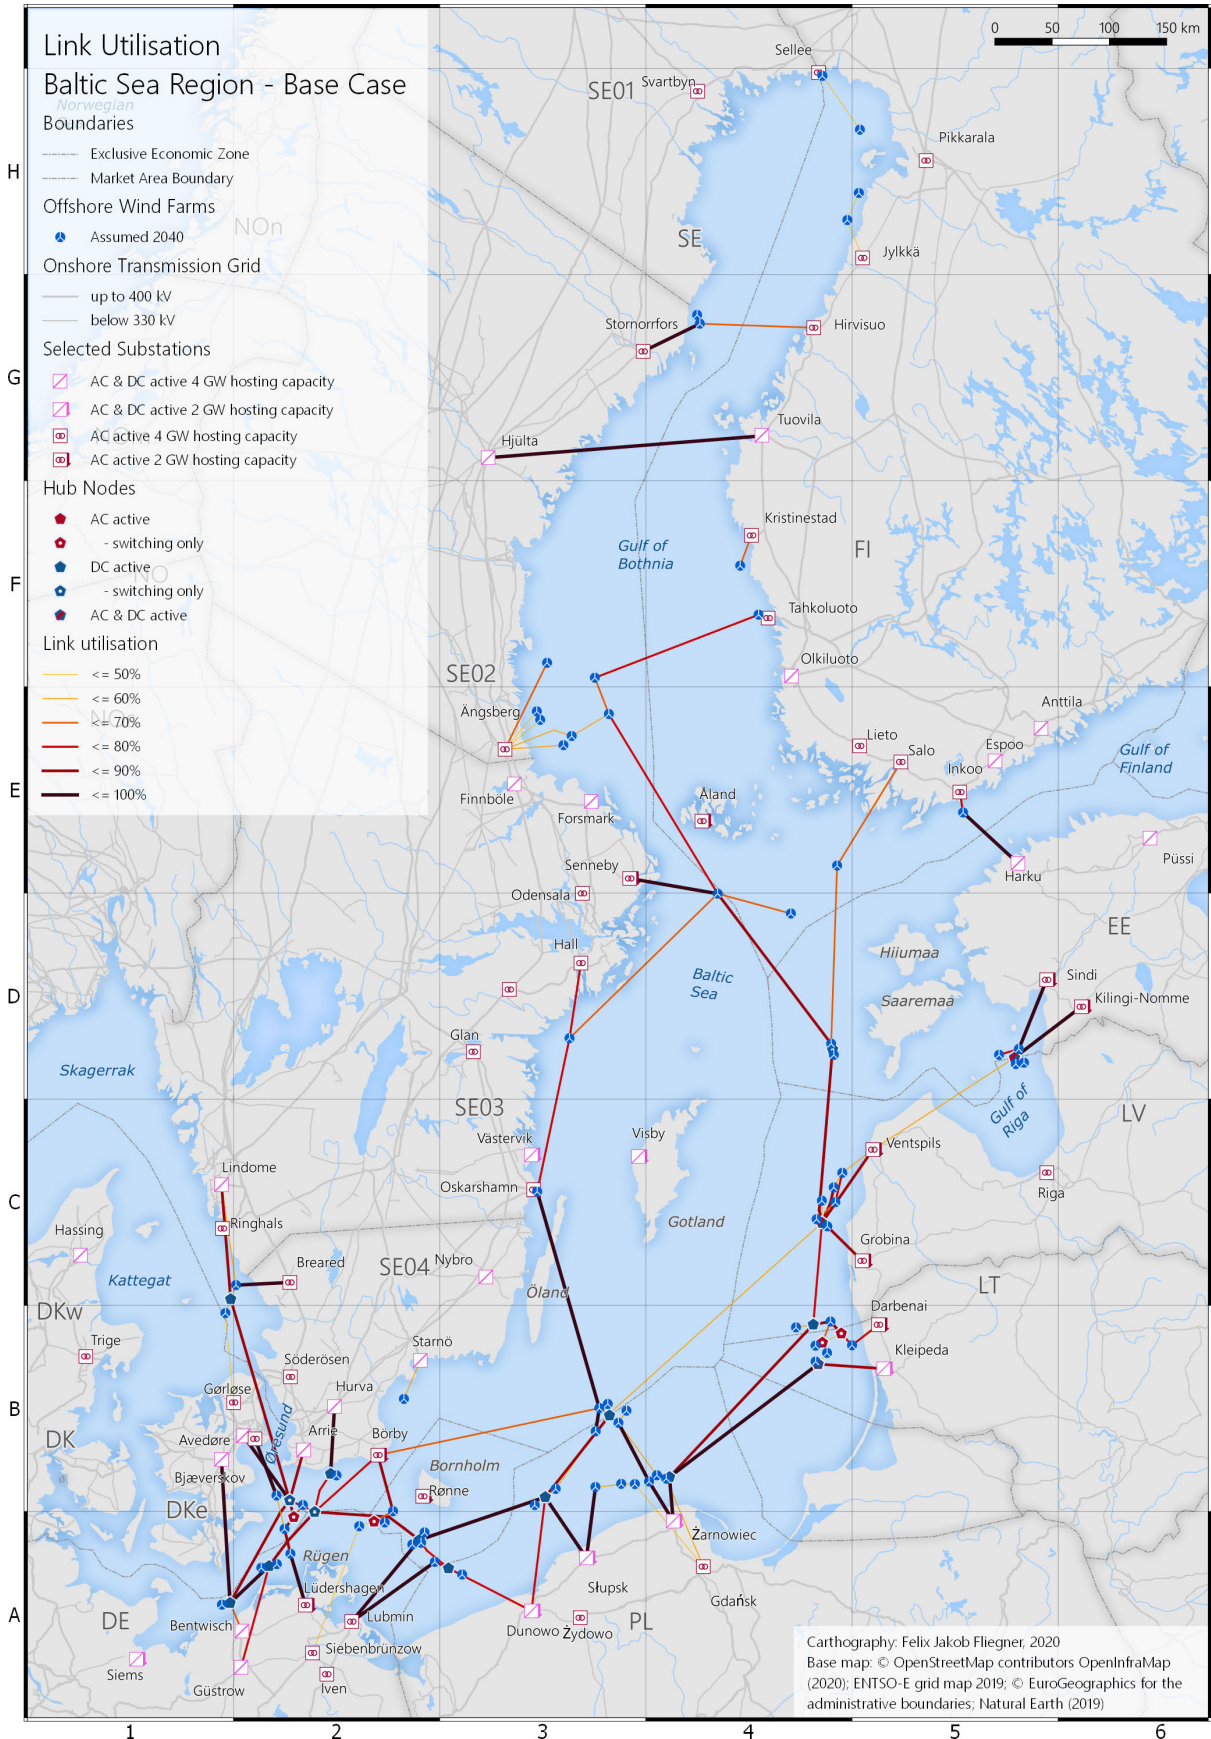 Link Utilisation
Baltic Sea Region - Base Case
Norwegian
Boundaries
Exclusive Economic Zone
Market Area Boundary
Offshore Wind Farms
Assumed 2040
NOn
Onshore Transmission Grid
up to 400 kV
below 330 kV
Selected Substations
AC & DC active 4 GW hosting capacity
AC & DC active 2 GW hosting capacity
AC active 4 GW hosting capacity
AC active 2 GW hosting capacity
Hub Nodes
AC active
- switching only
DC active
- switching only
NO
AC & DC active
Link utilisation
<= 50%
<= 60%
<= 70%
<= 80%
<= 90%
<= 100%
0 50 100 150 km
Sellee
SE01
Svartbyn
Pikkarala
H
SE
Jylkkä
Stornorrfors
Hirvisuo
G
Tuovila
Hjülta
Kristinestad
Gulf of
Bothnia
FI
F
Tahkoluoto
SE02
Olkiluoto
Ängsberg
Anttila
Lieto
Salo
Espoo
Gulf of
Finland
Inkoo
E
Finnböle
Forsmark
Åland
Senneby
Odensala
Harku
Püssi
EE
Hall
Hiiumaa
Baltic
Sea
Saaremaa
Sindi
Kilingi-Nomme
D
Glan
Skagerrak
SE03
Gulf of
Riga
LV
Västervik
Visby
Ventspils
Lindome
Oskarshamn
Riga
C
Ringhals
Hassing
Gotland
Grobina
Breared
SE04
Nybro
Kattegat
Öland
LT
DKw
Darbenai
Trige
Starnö
Kleipeda
Söderösen
Hurva
Gørløse
B
Øresund
Arrie
Borby
DK
Avedøre
Bjæverskov
Bornholm
Rønne
DKe
Żarnowiec
Rügen
Słupsk
Lüdershagen
Gdańsk
A
DE
Lubmin
Bentwisch
Dunowo
Żydowo
PL
Siebenbrünzow
Siems
Güstrow
Iven
Carthography: Felix Jakob Fliegner, 2020
Base map: © OpenStreetMap contributors OpenInfraMap
(2020); ENTSO-E grid map 2019; © EuroGeographics for the
administrative boundaries; Natural Earth (2019)
1 2 3 4 5 6